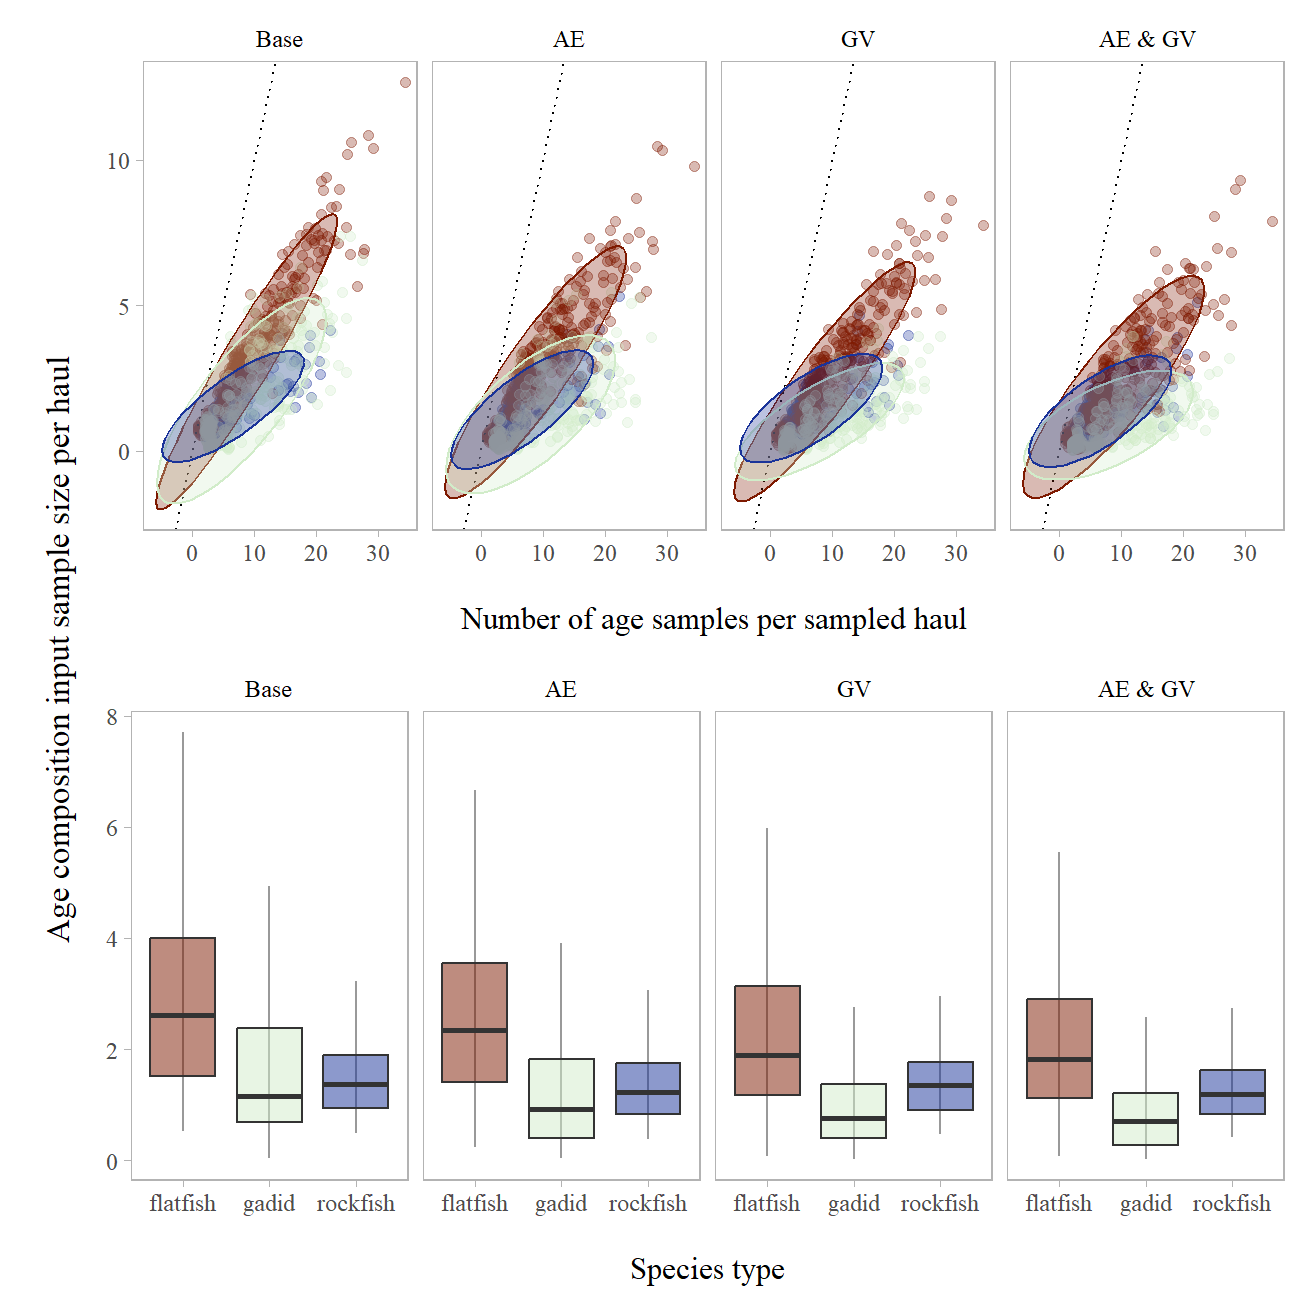 Base AE GV AE & GV
10
5
0
0 10 20 30 0 10 20 30 0 10 20 30 0 10 20 30
Number of age samples per sampled haul
Age composition input sample size per haul
Base AE GV AE & GV
8
6
4
2
0
flatfish gadid rockfish flatfish gadid rockfish flatfish gadid rockfish flatfish gadid rockfish
Species type